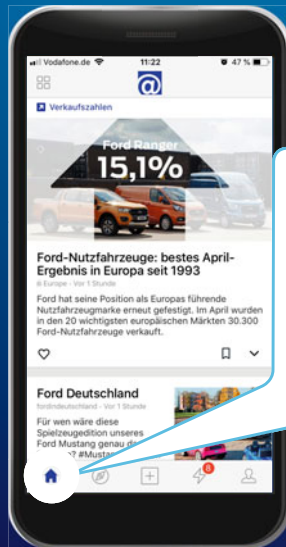 Vodafone.de 11:22 47 %
@
Verkaufszahlen
Ford Ranger
15,1%
Ford-Nutzfahrzeuge: bestes April-
Ergebnis in Europa seit 1993
Europe - Vor 1 Stunde
Ford hat seine Position als Europas führende
Nutzfahrzeugmarke erneut gefestigt. Im April wurden
in den 20 wichtigsten europäischen Märkten 30.300
Ford-Nutzfahrzeuge verkauft.
Ford Deutschland
fordindeutschland - Vor 1 Stunde
Für wen wäre diese
Spielzeugedition unseres
Ford Mustang genau
8